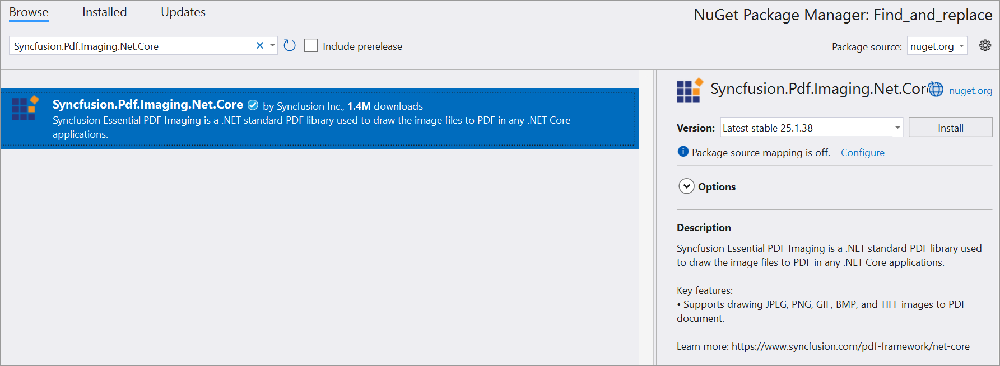 Browse Installed Updates
NuGet Package Manager: Find_and_replace
Syncfusion.Pdf.Imaging.Net.Core
Include prerelease
Package source: nuget.org
Syncfusion.Pdf.Imaging.Net.Core by Syncfusion Inc., 1.4M downloads
Syncfusion Essential PDF Imaging is a .NET standard PDF library used to draw the image files to PDF in any .NET Core
applications.
Syncfusion.Pdf.Imaging.Net.Cor nuget.org
Version: Latest stable 25.1.38 Install
Package source mapping is off. Configure
Options
Description
Syncfusion Essential PDF Imaging is a .NET standard PDF library used
to draw the image files to PDF in any .NET Core applications.
Key features:
• Supports drawing JPEG, PNG, GIF, BMP, and TIFF images to PDF
document.
Learn more: https://www.syncfusion.com/pdf-framework/net-core